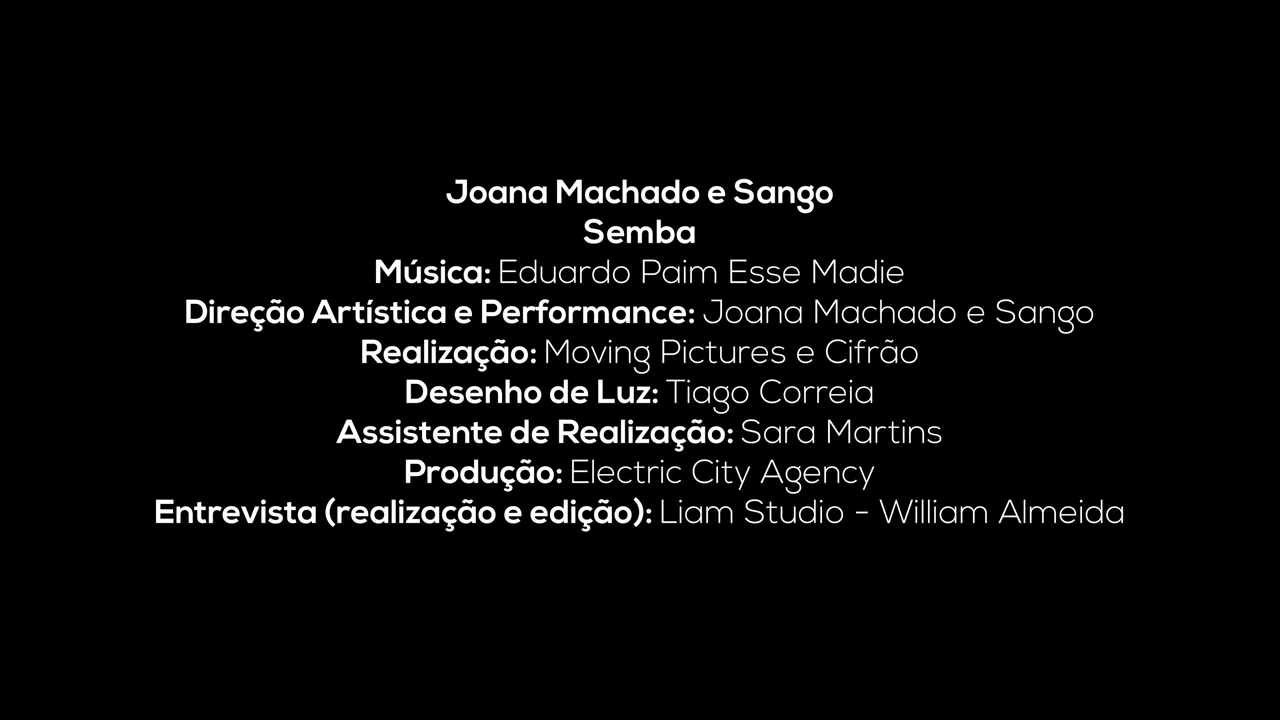 Joana Machado e Sango
Semba
Música: Eduardo Paim Esse Madie
Direção Artística e Performance: Joana Machado e Sango
Realização: Moving Pictures e Cifrão
Desenho de Luz: Tiago Correia
Assistente de Realização: Sara Martins
Produção: Electric City Agency
Entrevista (realização e edição): Liam Studio - William Almeida